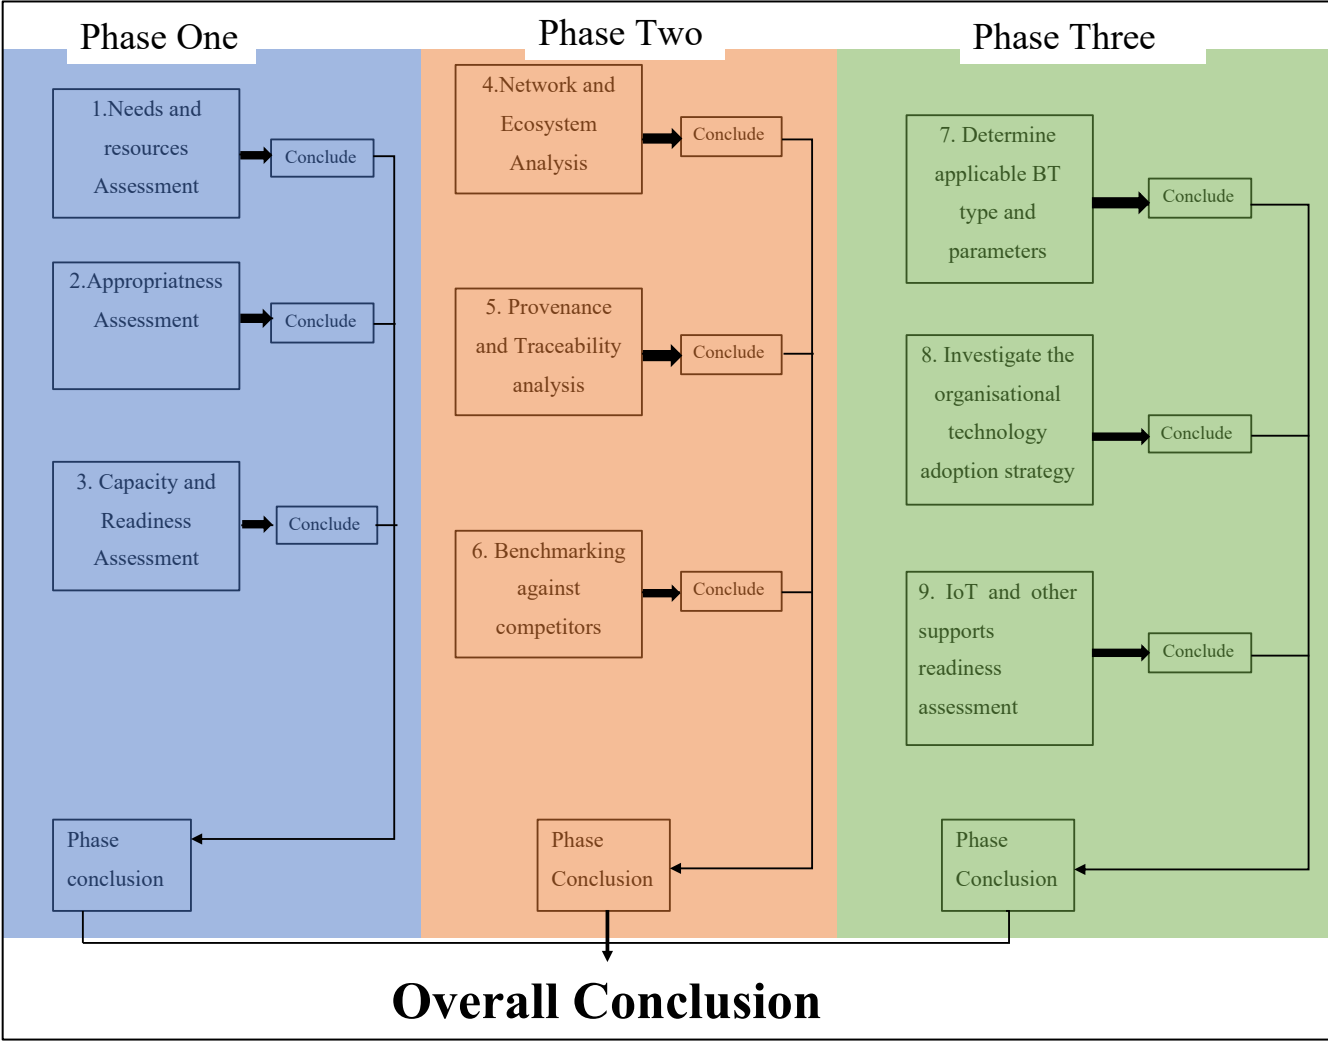 Phase One
1.Needs and
resources
Assessment
Conclude
2.Appropriatness
Assessment
Conclude
3. Capacity and
Readiness
Assessment
Conclude
Phase
conclusion
Phase Two
4.Network and
Ecosystem
Analysis
Conclude
5. Provenance
and Traceability
analysis
Conclude
6. Benchmarking
against
competitors
Conclude
Phase
Conclusion
Phase Three
7. Determine
applicable BT
type and
parameters
Conclude
8. Investigate the
organisational
technology
adoption strategy
Conclude
9. IoT and other
supports
readiness
assessment
Conclude
Phase
Conclusion
Overall Conclusion